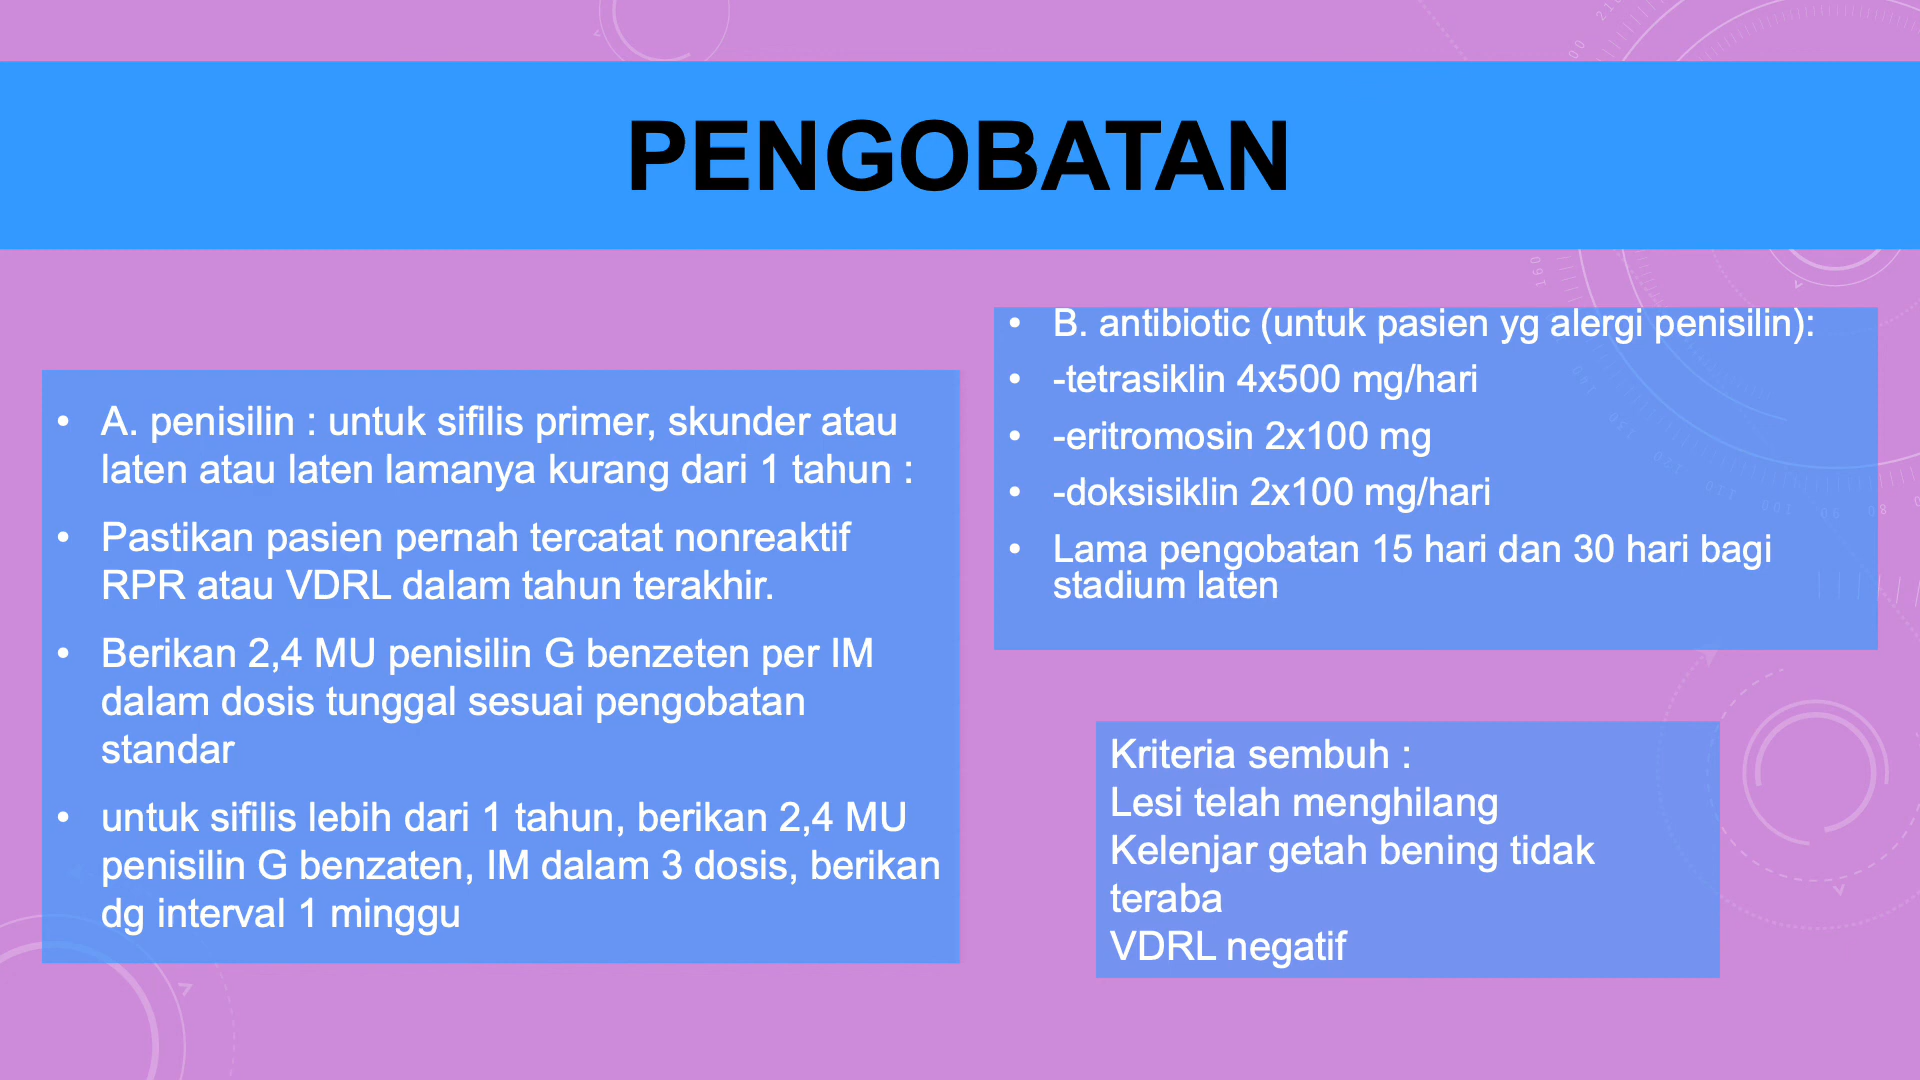 PENGOBATAN
• A. penisilin : untuk sifilis primer, skunder atau
laten atau laten lamanya kurang dari 1 tahun :
• Pastikan pasien pernah tercatat nonreaktif
RPR atau VDRL dalam tahun terakhir.
• Berikan 2,4 MU penisilin G benzeten per IM
dalam dosis tunggal sesuai pengobatan
standar
• untuk sifilis lebih dari 1 tahun, berikan 2,4 MU
penisilin G benzaten, IM dalam 3 dosis, berikan
dg interval 1 minggu
• B. antibiotic (untuk pasien yg alergi penisilin):
• -tetrasiklin 4x500 mg/hari
• -eritromosin 2x100 mg
• -doksisiklin 2x100 mg/hari
• Lama pengobatan 15 hari dan 30 hari bagi
stadium laten
Kriteria sembuh :
Lesi telah menghilang
Kelenjar getah bening tidak
teraba
VDRL negatif